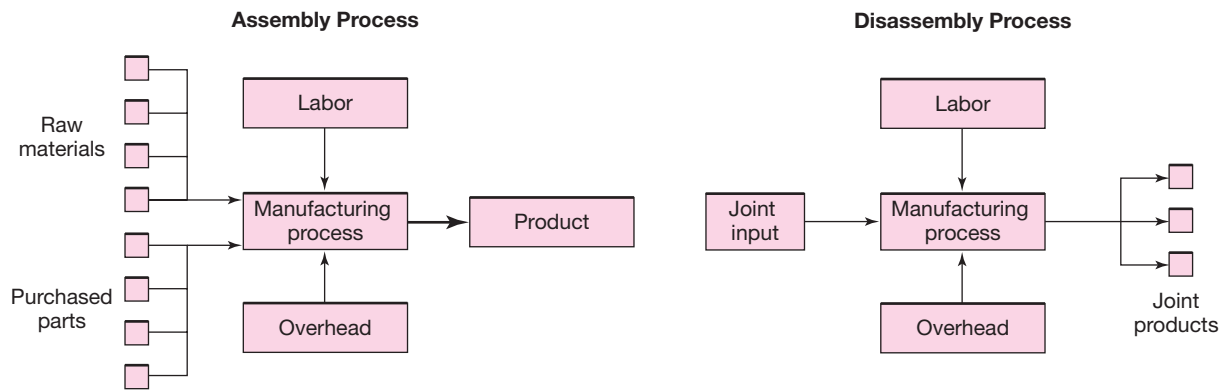 Assembly Process
Raw
materials
Purchased
parts
Labor
Manufacturing
process
Overhead
Product
Disassembly Process
Joint
input
Labor
Manufacturing
process
Overhead
Joint
products